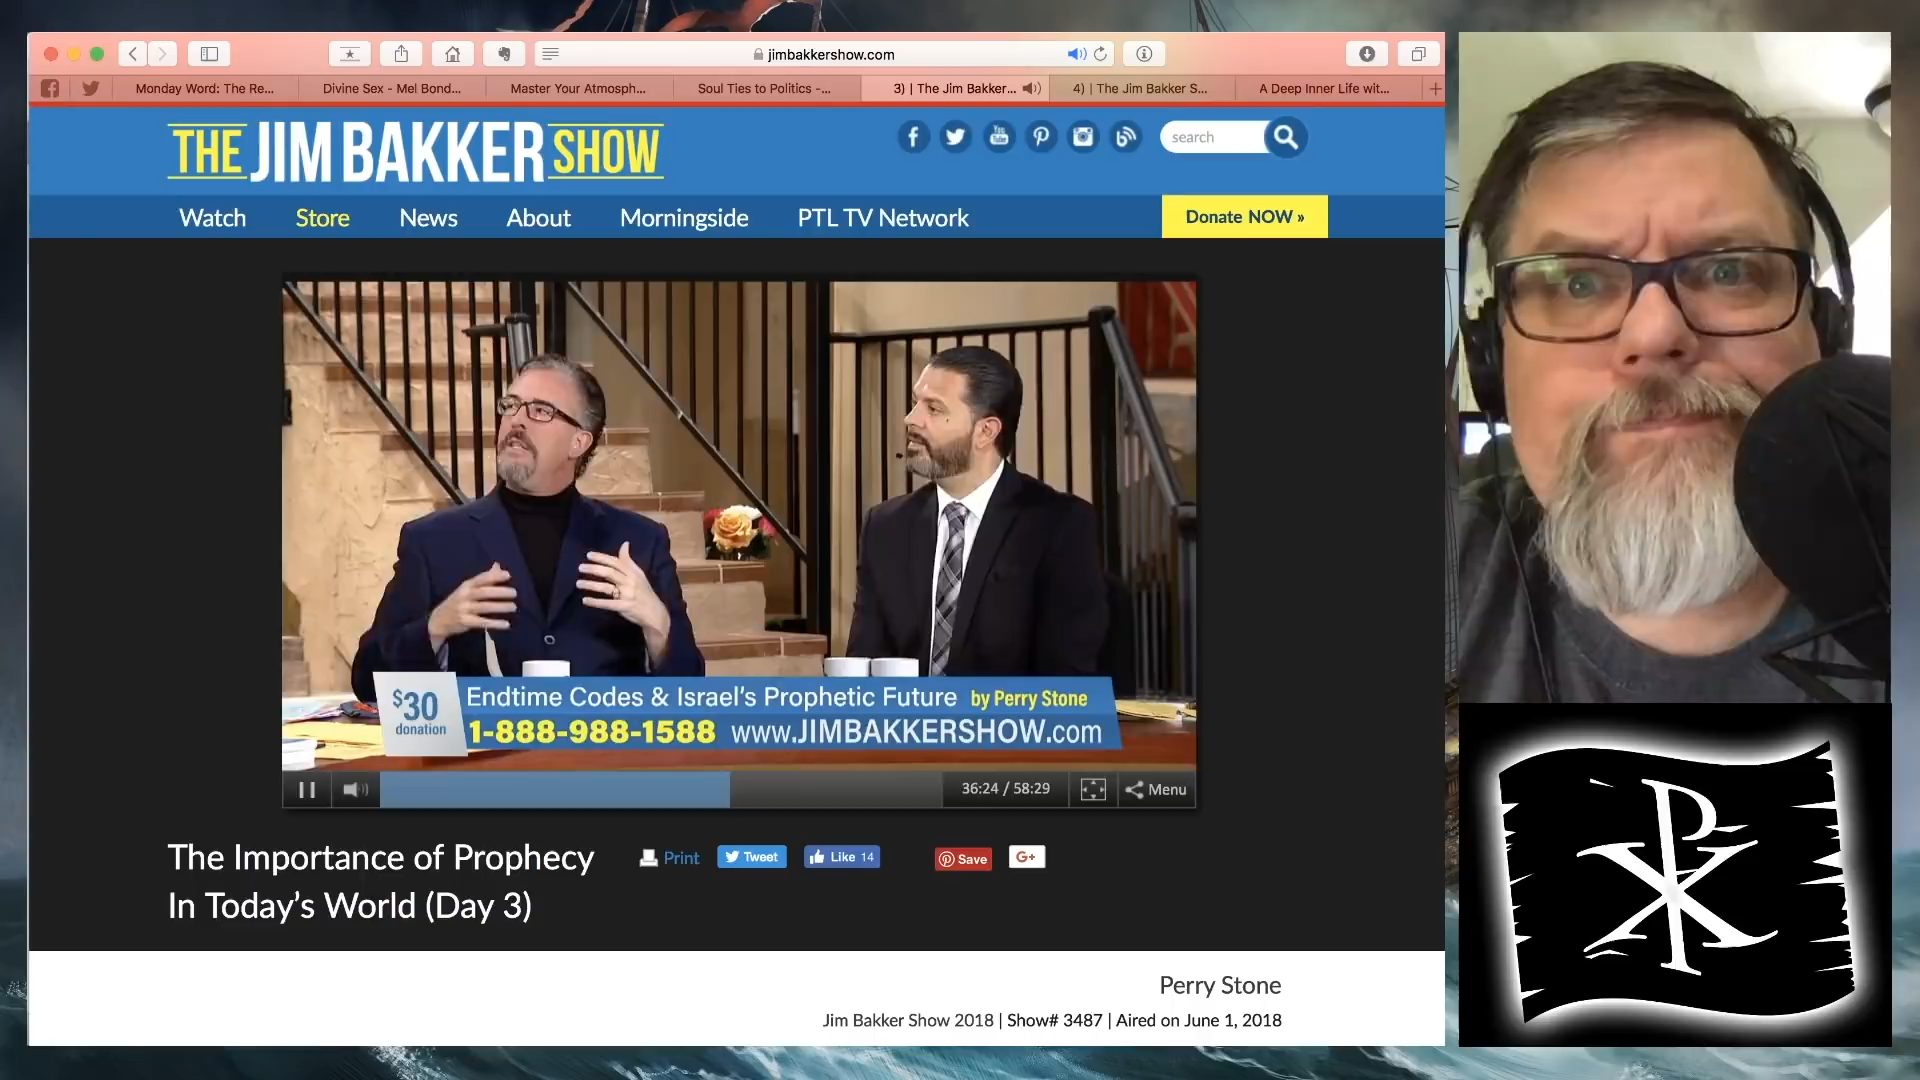 jimbakkershow.com
Monday Word: The Re...
Divine Sex - Mel Bond...
Master Your Atmosph...
Soul Ties to Politics -...
3) | The Jim Bakker...
4) | The Jim Bakker S...
A Deep Inner Life wit...
THE JIM BAKKER SHOW
search
Watch
Store
News
About
Morningside
PTL TV Network
Donate NOW »
$30 donation
Endtime Codes & Israel's Prophetic Future by Perry Stone
1-888-988-1588 www.JIMBAKKERSHOW.com
36:24 / 58:29
Menu
The Importance of Prophecy
In Today's World (Day 3)
Print
Tweet
Like 14
Save
G+
Perry Stone
Jim Bakker Show 2018 | Show# 3487 | Aired on June 1, 2018